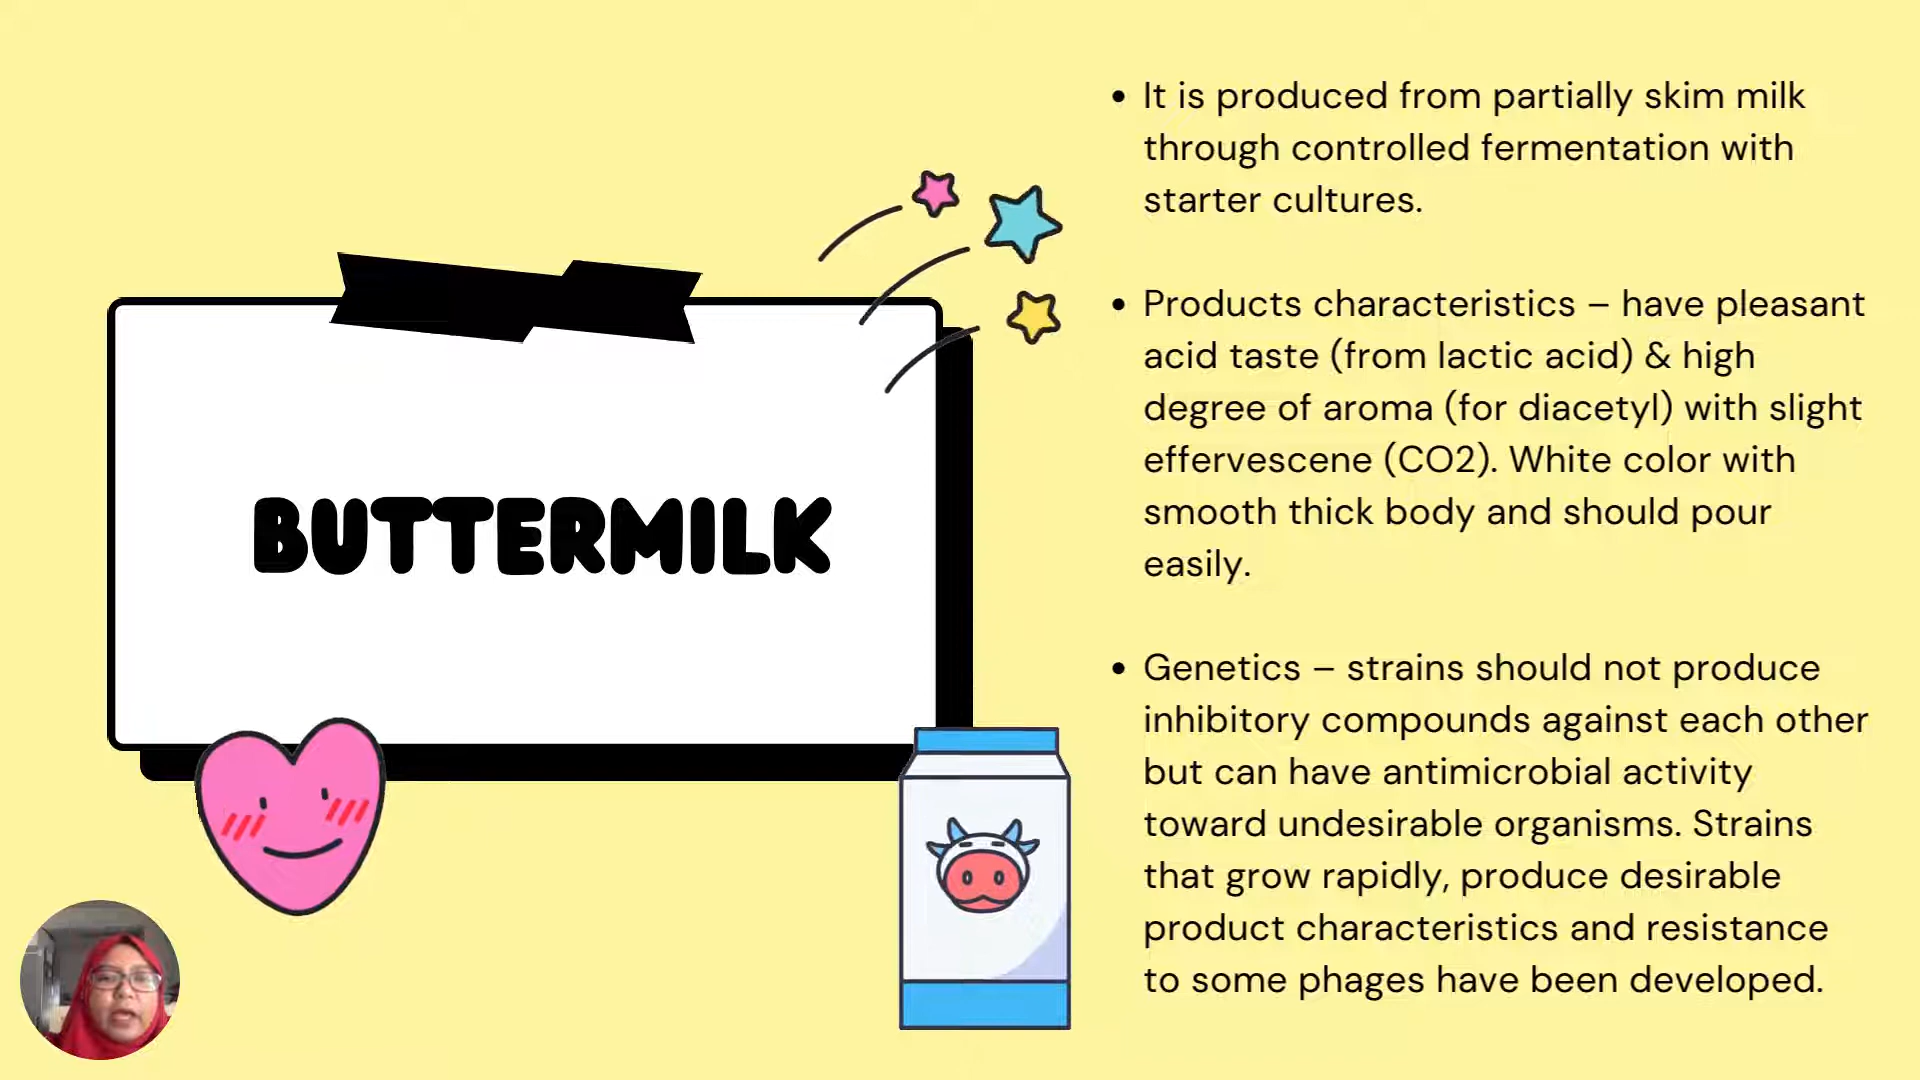 BUTTERMILK
• It is produced from partially skim milk
through controlled fermentation with
starter cultures.
• Products characteristics – have pleasant
acid taste (from lactic acid) & high
degree of aroma (for diacetyl) with slight
effervescene (CO2). White color with
smooth thick body and should pour
easily.
• Genetics – strains should not produce
inhibitory compounds against each other
but can have antimicrobial activity
toward undesirable organisms. Strains
that grow rapidly, produce desirable
product characteristics and resistance
to some phages have been developed.